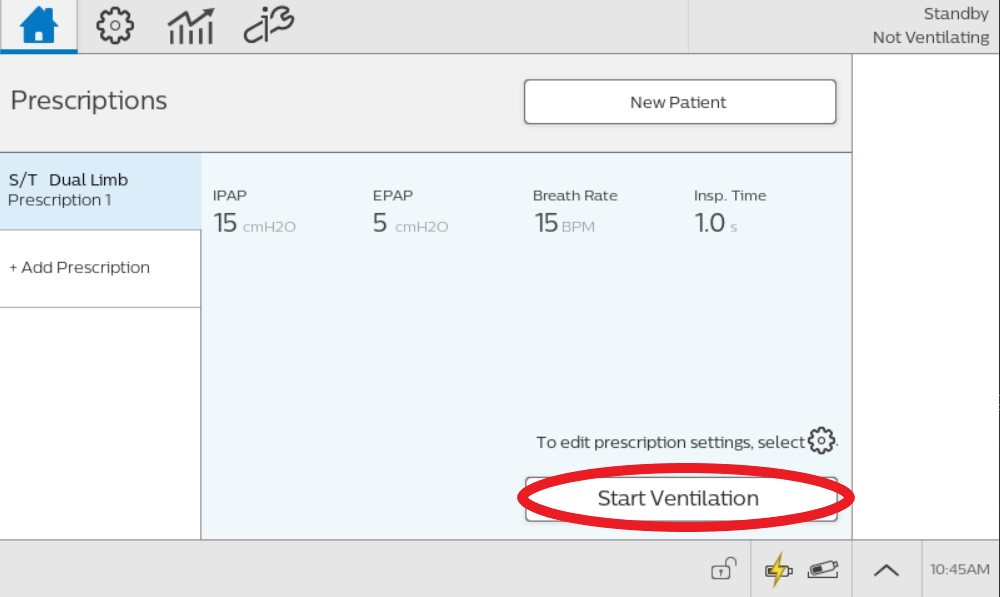 Standby
Not Ventilating
Prescriptions
New Patient
S/T Dual Limb
Prescription 1
+ Add Prescription
IPAP
15 cmH2O
EPAP
5 cmH2O
Breath Rate
15 BPM
Insp. Time
1.0 s
To edit prescription settings, select .
Start Ventilation
10:45AM